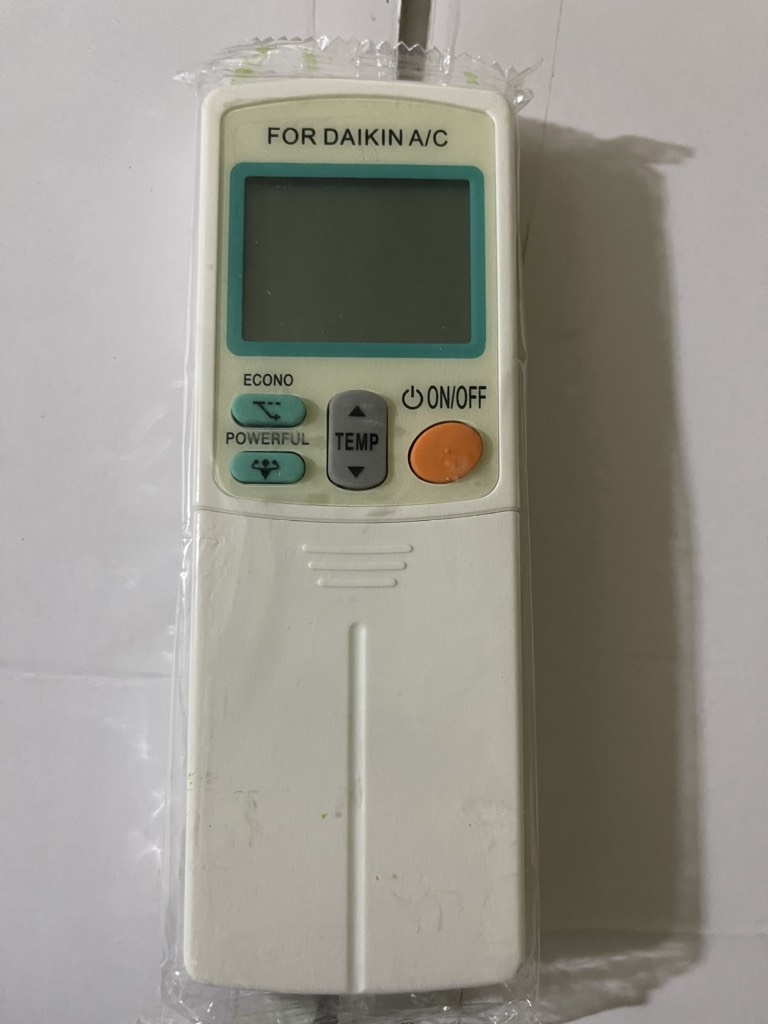 FOR DAIKIN A/C
ECONO
POWERFUL
TEMP
ON/OFF